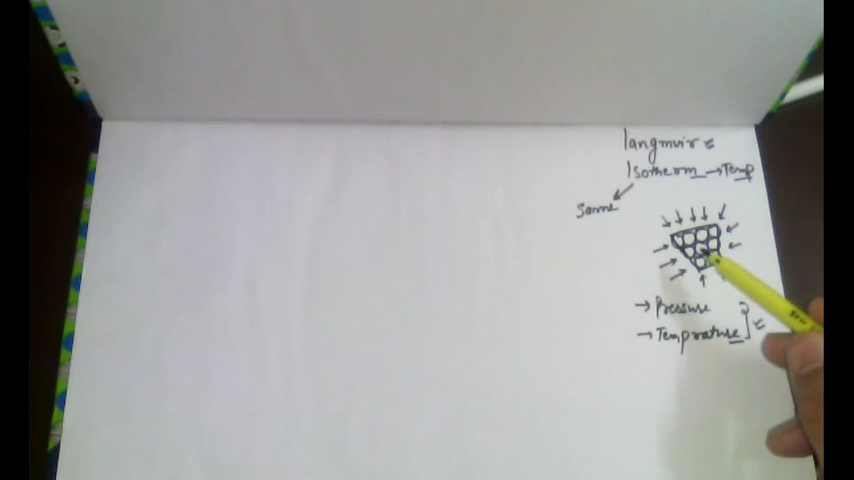 langmuir
Isotherm → Temp
Same
→ Pressure
→ Temprature